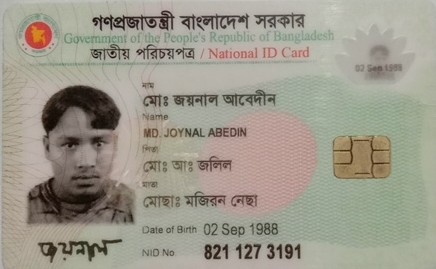 গণপ্রজাতন্ত্রী বাংলাদেশ সরকার
Government of the People's Republic of Bangladesh
জাতীয় পরিচয়পত্র / National ID Card
02 Sep 1988
নাম
মোঃ জয়নাল আবেদীন
Name
MD. JOYNAL ABEDIN
পিতা
মোঃ আঃ জলিল
মাতা
মোছাঃ মজিরন নেছা
Date of Birth 02 Sep 1988
জয়নাল
NID No 821 127 3191